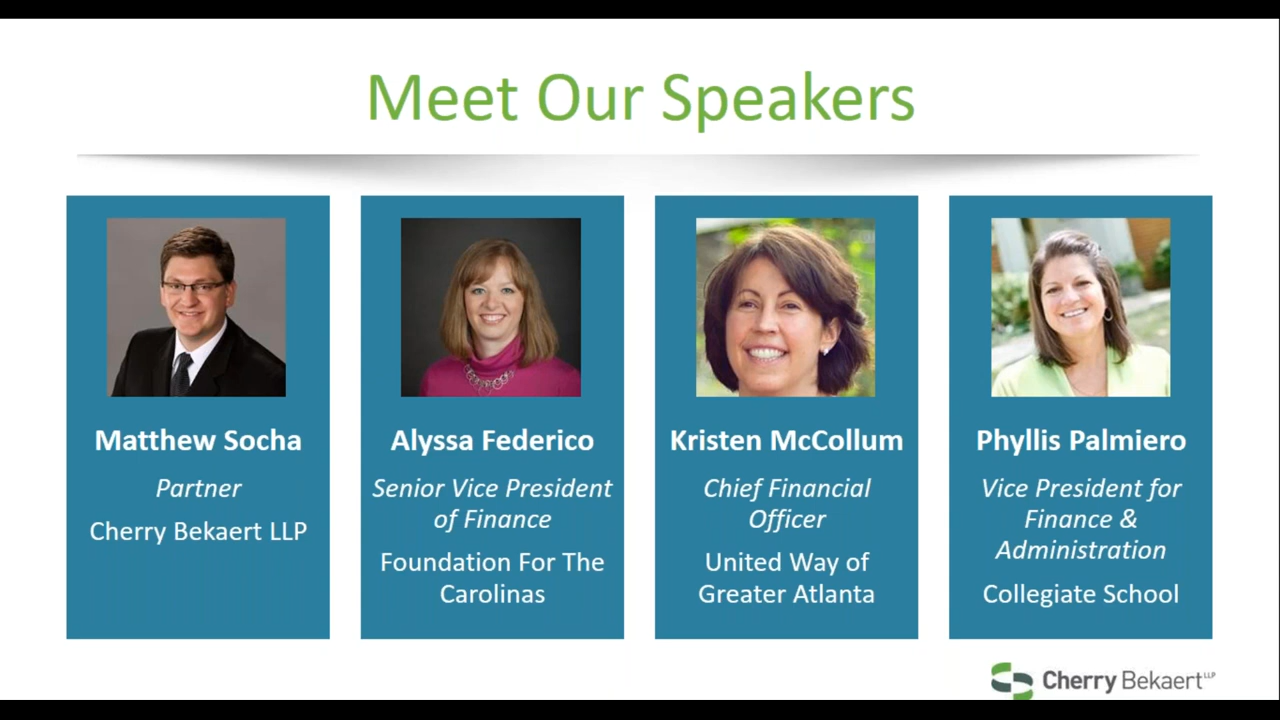 Meet Our Speakers
Matthew Socha
Partner
Cherry Bekaert LLP
Alyssa Federico
Senior Vice President
of Finance
Foundation For The
Carolinas
Kristen McCollum
Chief Financial
Officer
United Way of
Greater Atlanta
Phyllis Palmiero
Vice President for
Finance &
Administration
Collegiate School
Cherry Bekaert LLP